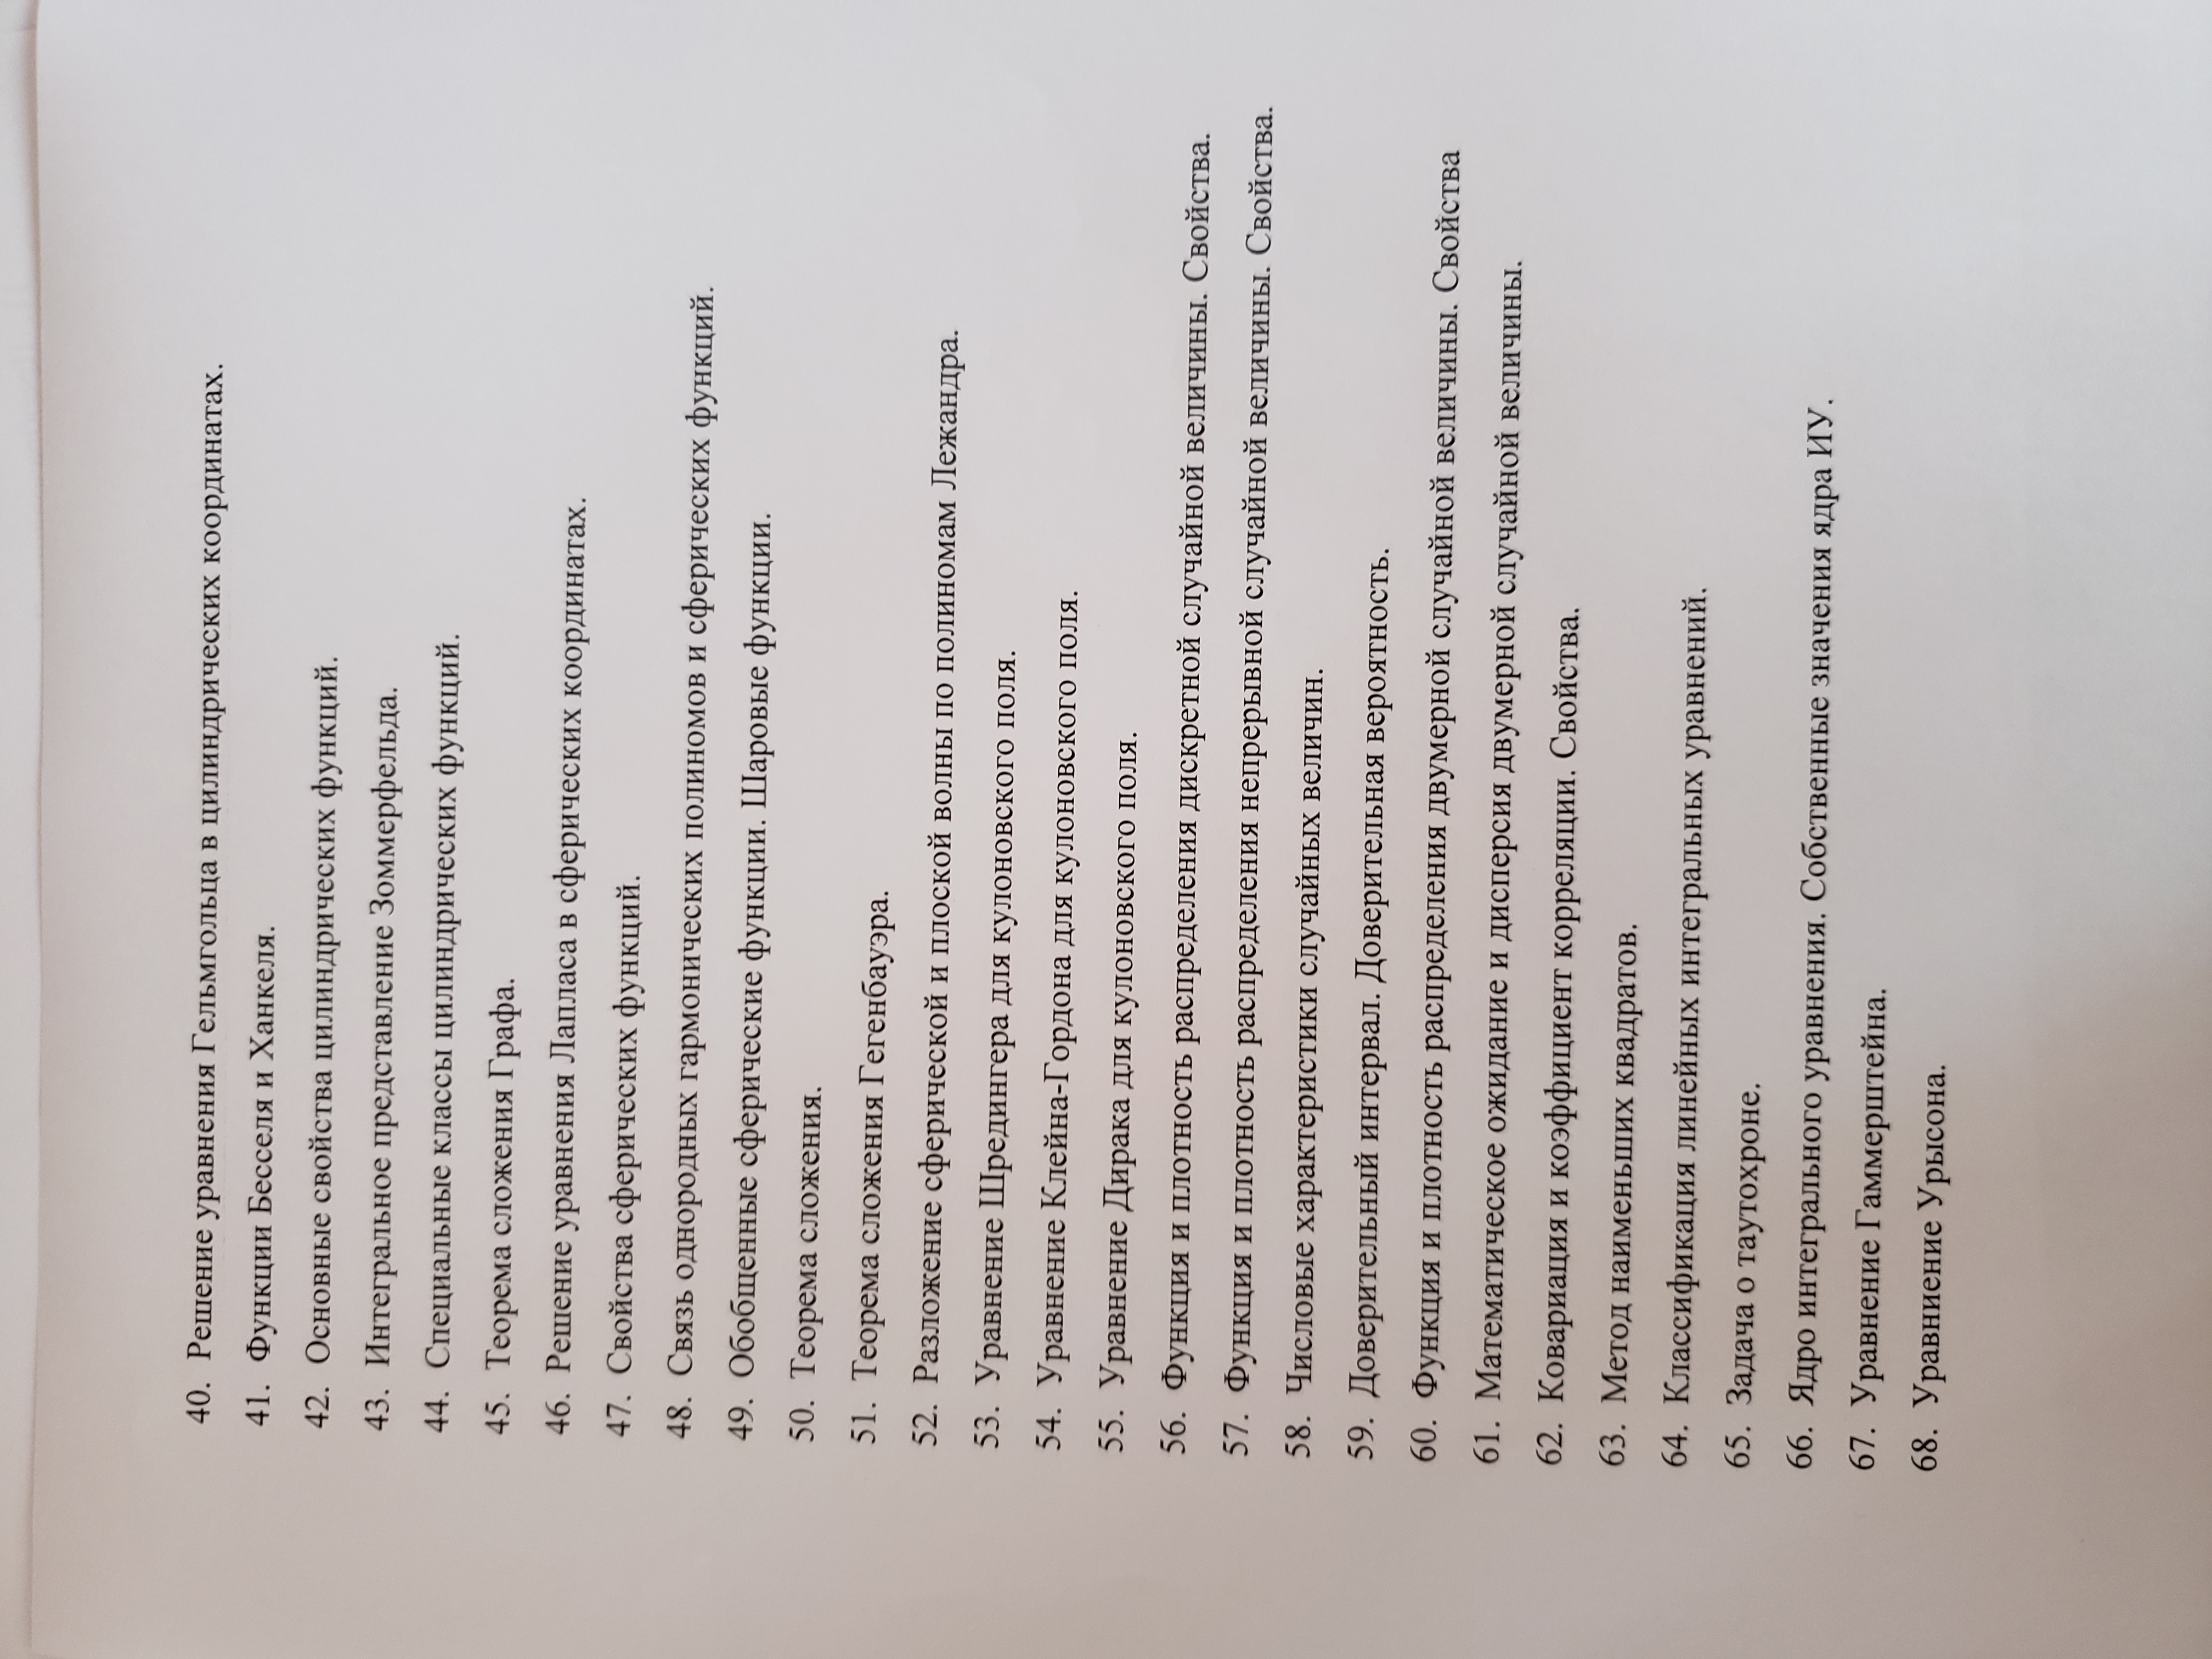 40. Решение уравнения Гельмгольца в цилиндрических координатах.
41. Функции Бесселя и Ханкеля.
42. Основные свойства цилиндрических функций.
43. Интегральное представление Зоммерфельда.
44. Специальные классы цилиндрических функций.
45. Теорема сложения Графа.
46. Решение уравнения Лапласа в сферических координатах.
47. Свойства сферических функций.
48. Связь однородных гармонических полиномов и сферических функций.
49. Обобщенные сферические функции. Шаровые функции.
50. Теорема сложения.
51. Теорема сложения Гегенбауэра.
52. Разложение сферической и плоской волны по полиномам Лежандра.
53. Уравнение Шредингера для кулоновского поля.
54. Уравнение Клейна-Гордона для кулоновского поля.
55. Уравнение Дирака для кулоновского поля.
56. Функция и плотность распределения дискретной случайной величины. Свойства.
57. Функция и плотность распределения непрерывной случайной величины. Свойства.
58. Числовые характеристики случайных величин.
59. Доверительный интервал. Доверительная вероятность.
60. Функция и плотность распределения двумерной случайной величины. Свойства
61. Математическое ожидание и дисперсия двумерной случайной величины.
62. Ковариация и коэффициент корреляции. Свойства.
63. Метод наименьших квадратов.
64. Классификация линейных интегральных уравнений.
65. Задача о таутохроне.
66. Ядро интегрального уравнения. Собственные значения ядра ИУ.
67. Уравнение Гаммерштейна.
68. Уравниение Урысона.